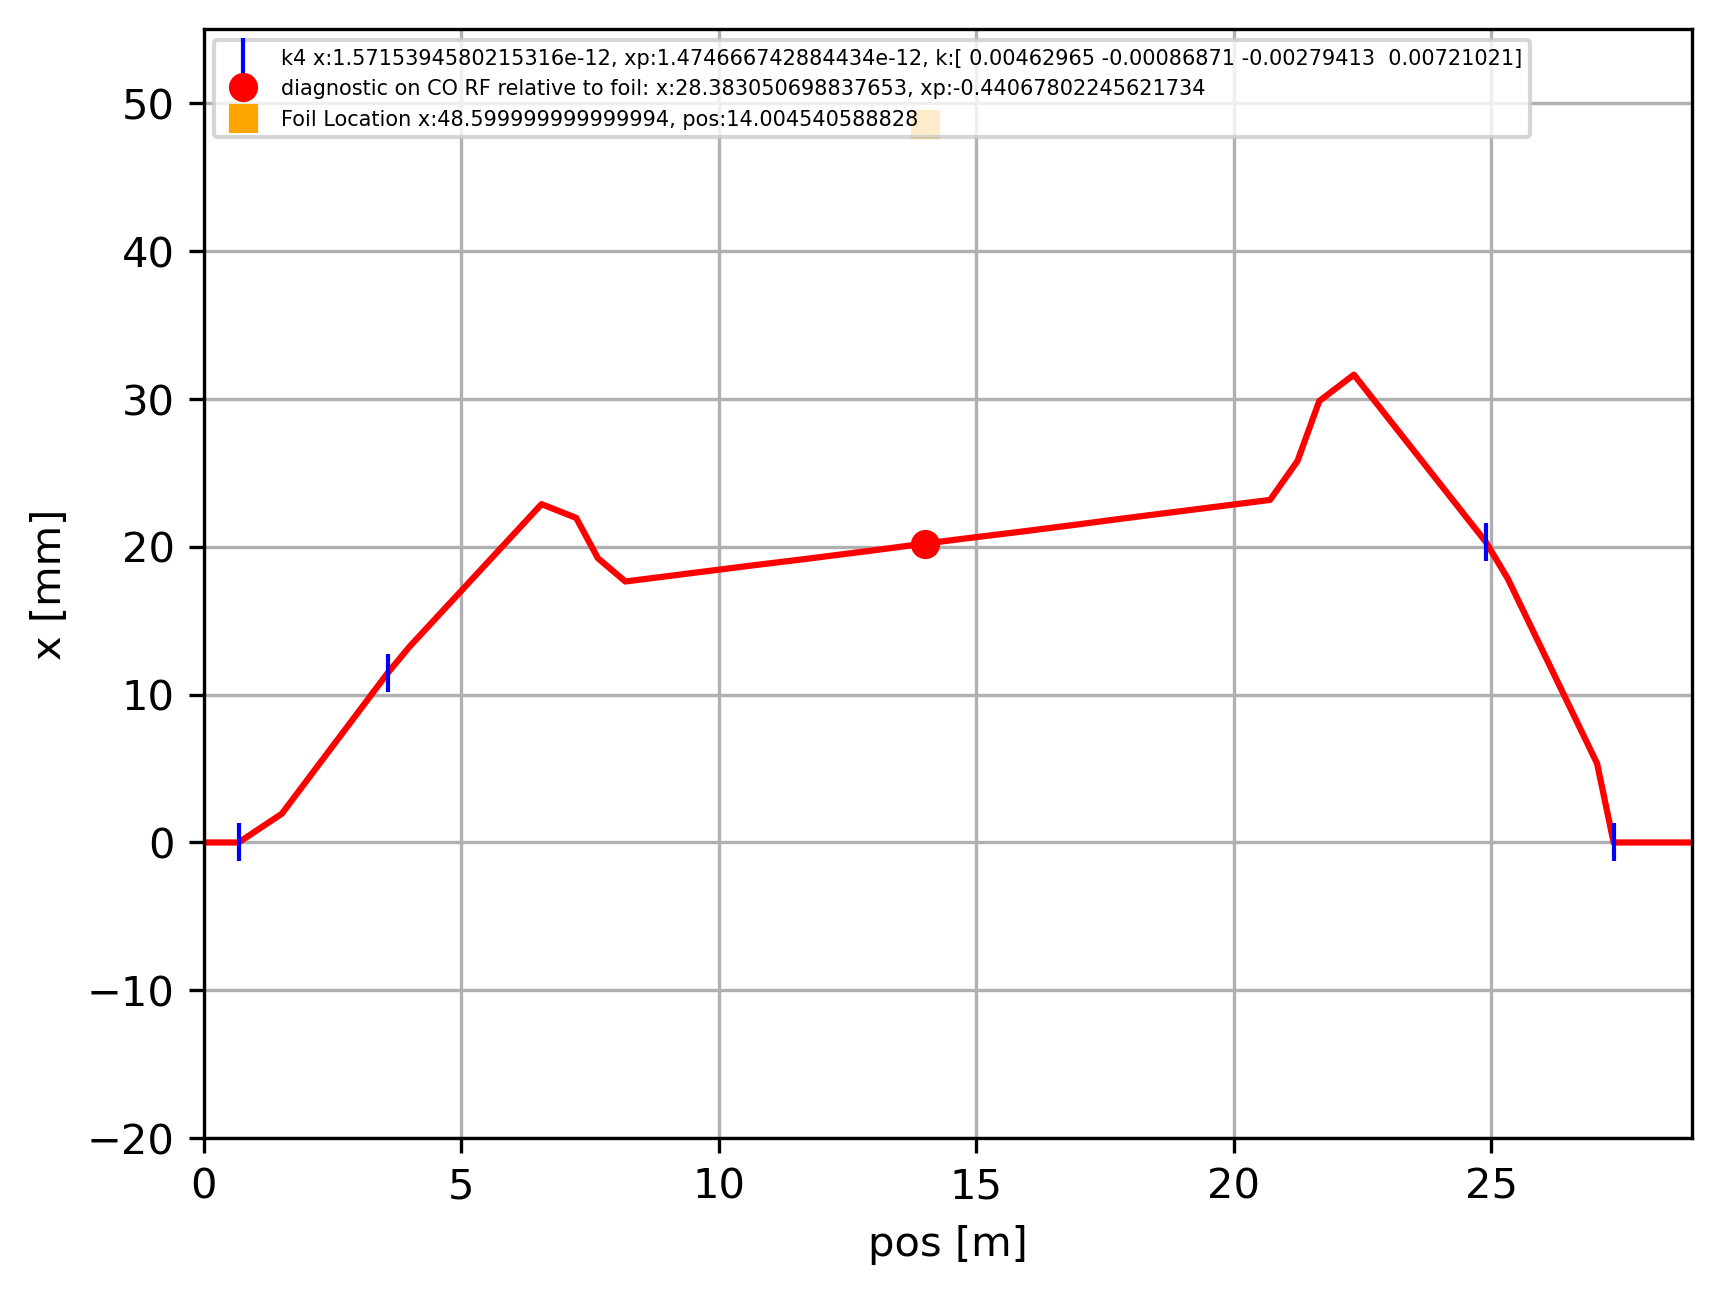 k4 x:1.5715394580215316e-12, xp:1.474666742884434e-12, k:[ 0.00462965 -0.00086871 -0.00279413  0.00721021]
diagnostic on CO RF relative to foil: x:28.383050698837653, xp:-0.44067802245621734
Foil Location x:48.599999999999994, pos:14.004540588828
50
40
30
20
10
0
−10
−20
x [mm]
0 5 10 15 20 25
pos [m]